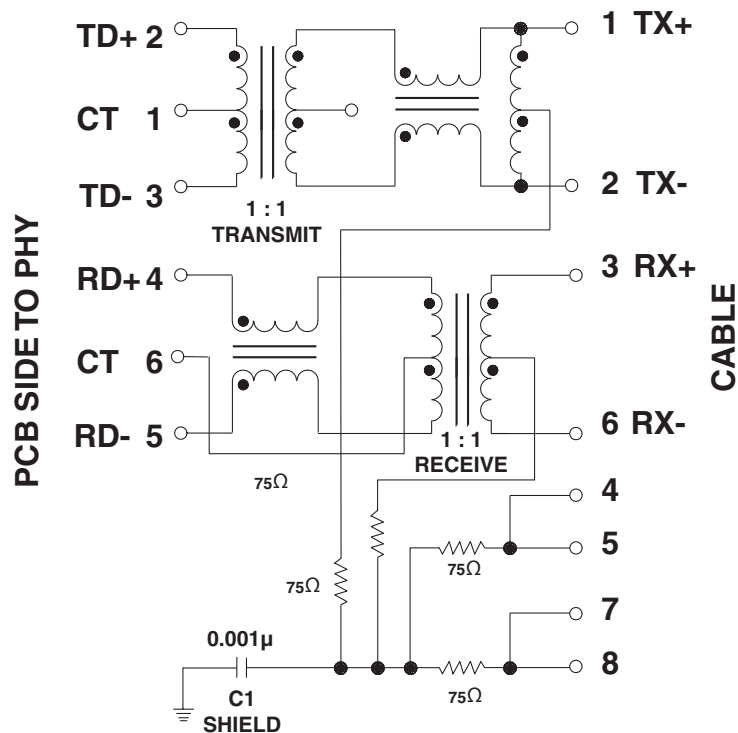 TD+ 2
1 TX+
CT 1
TD- 3
2 TX-
1 : 1
TRANSMIT
PCB SIDE TO PHY
RD+ 4
3 RX+
CABLE
CT 6
RD- 5
6 RX-
1 : 1
RECEIVE
75Ω
4
5
75Ω
75Ω
7
0.001µ
8
C1
75Ω
SHIELD